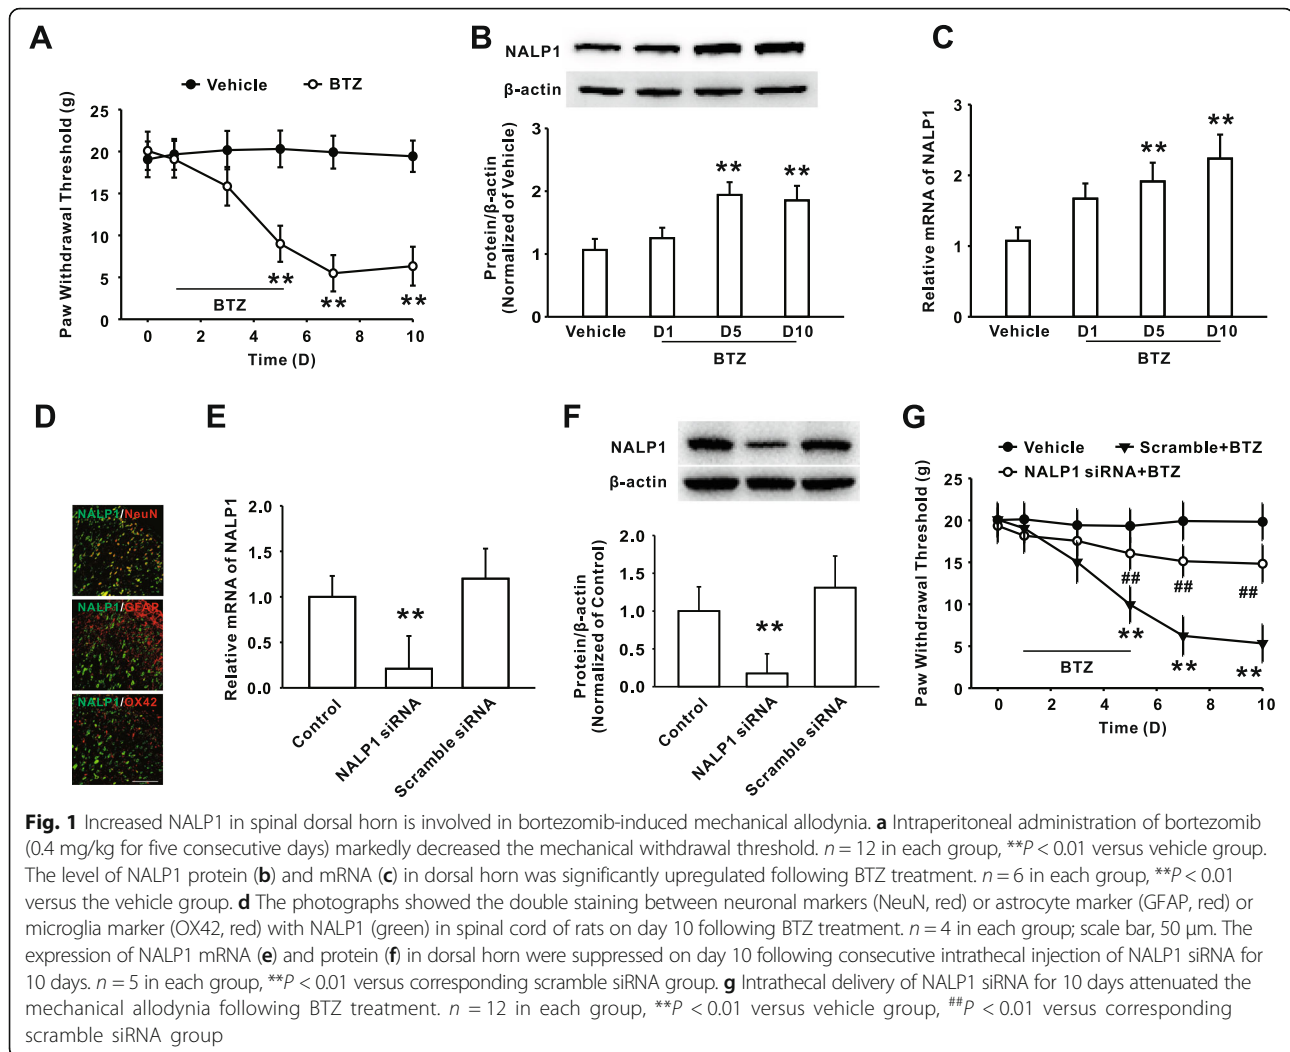 A
Vehicle
BTZ
Paw Withdrawal Threshold (g)
25
20
15
10
5
0
**
**
**
BTZ
0 2 4 6 8 10
Time (D)
B
NALP1
β-actin
Protein/β-actin
(Normalized of Vehicle)
3
2
1
0
**
**
Vehicle D1 D5 D10
BTZ
C
Relative mRNA of NALP1
3
2
1
0
**
**
Vehicle D1 D5 D10
BTZ
D
NALP1/NeuN
NALP1/GFAP
NALP1/OX42
E
Relative mRNA of NALP1
2.0
1.5
1.0
0.5
0.0
**
Control
NALP1 siRNA
Scramble siRNA
F
NALP1
β-actin
Protein/β-actin
(Normalized of Control)
2.0
1.5
1.0
0.5
0.0
**
Control
NALP1 siRNA
Scramble siRNA
G
Vehicle
Scramble+BTZ
NALP1 siRNA+BTZ
Paw Withdrawal Threshold (g)
25
20
15
10
5
0
##
##
##
**
**
**
BTZ
0 2 4 6 8 10
Time (D)
Fig. 1 Increased NALP1 in spinal dorsal horn is involved in bortezomib-induced mechanical allodynia. a Intraperitoneal administration of bortezomib
(0.4 mg/kg for five consecutive days) markedly decreased the mechanical withdrawal threshold. n = 12 in each group, **P < 0.01 versus vehicle group.
The level of NALP1 protein (b) and mRNA (c) in dorsal horn was significantly upregulated following BTZ treatment. n = 6 in each group, **P < 0.01
versus the vehicle group. d The photographs showed the double staining between neuronal markers (NeuN, red) or astrocyte marker (GFAP, red) or
microglia marker (OX42, red) with NALP1 (green) in spinal cord of rats on day 10 following BTZ treatment. n = 4 in each group; scale bar, 50 μm. The
expression of NALP1 mRNA (e) and protein (f) in dorsal horn were suppressed on day 10 following consecutive intrathecal injection of NALP1 siRNA for
10 days. n = 5 in each group, **P < 0.01 versus corresponding scramble siRNA group. g Intrathecal delivery of NALP1 siRNA for 10 days attenuated the
mechanical allodynia following BTZ treatment. n = 12 in each group, **P < 0.01 versus vehicle group, ##P < 0.01 versus corresponding
scramble siRNA group